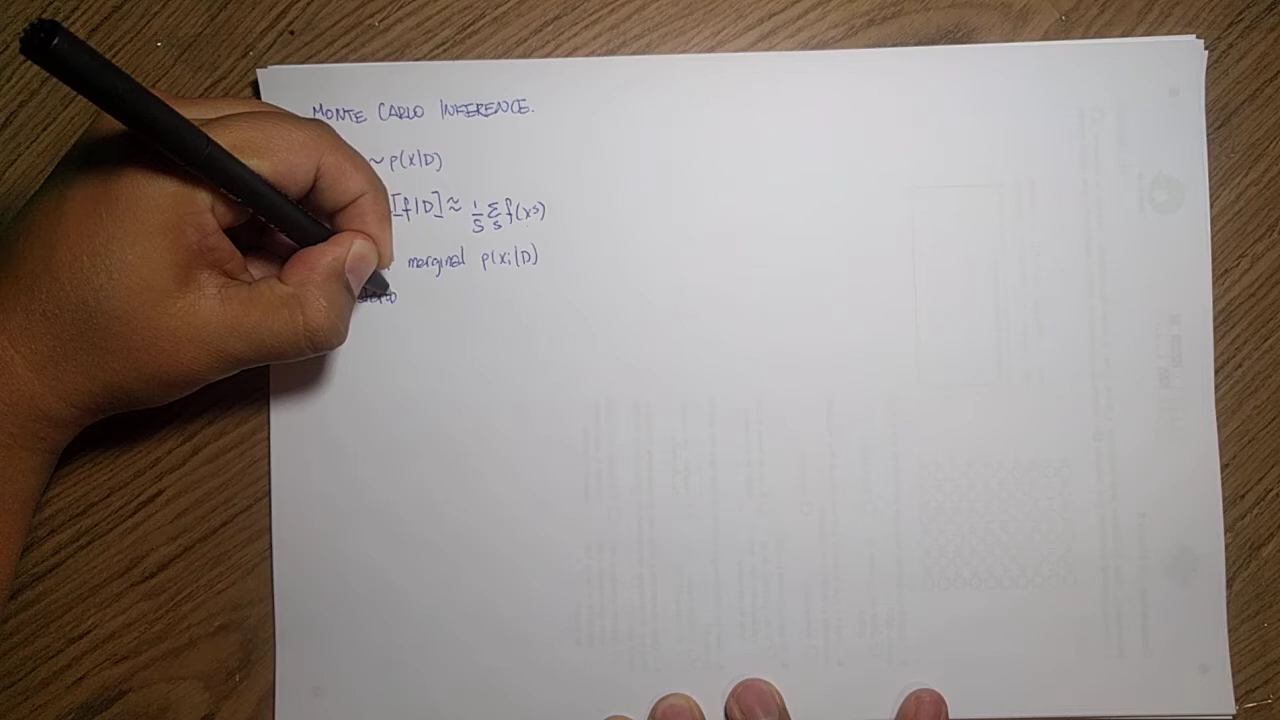 MONTE CARLO INFERENCE.
~ p(x|D)
[f|D] ≈ 1/S Σ_s f(x^s)
marginal p(x_i|D)